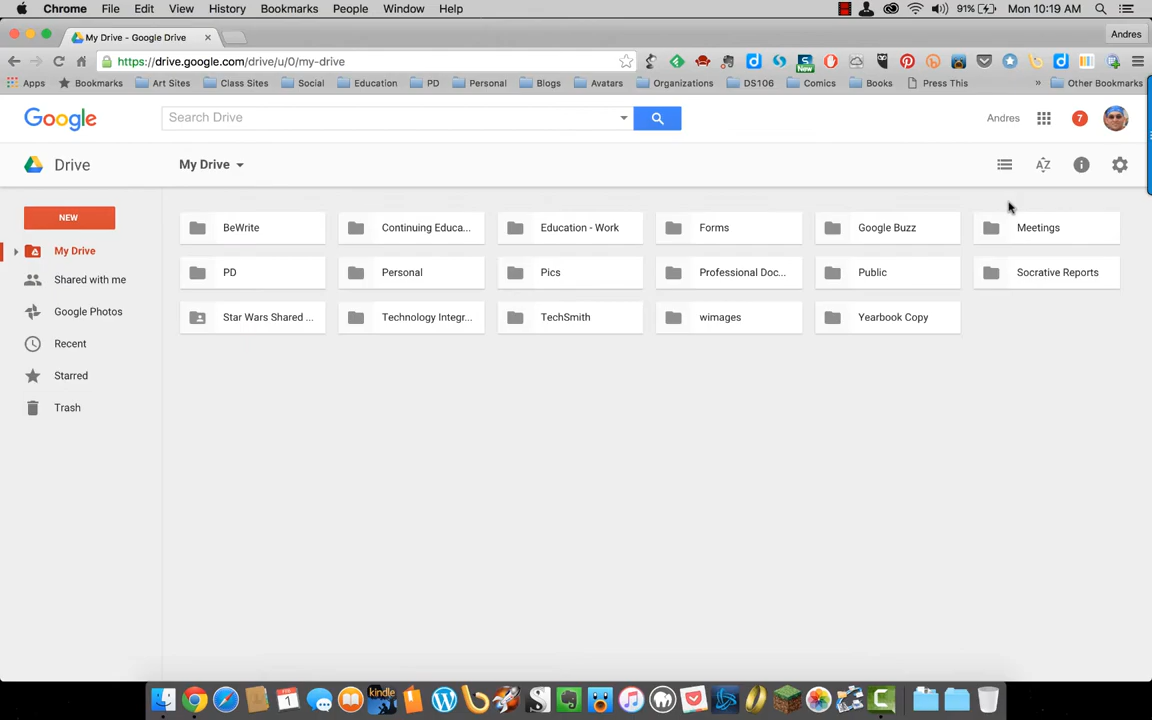 Chrome File Edit View History Bookmarks People Window Help 91% Mon 10:19 AM
My Drive - Google Drive × Andres
https://drive.google.com/drive/u/0/my-drive New
Apps Bookmarks Art Sites Class Sites Social Education PD Personal Blogs Avatars Organizations DS106 Comics Books Press This » Other Bookmarks
Google Search Drive Andres 7
Drive My Drive AZ
NEW
BeWrite Continuing Educa... Education - Work Forms Google Buzz Meetings
My Drive
PD Personal Pics Professional Doc... Public Socrative Reports
Shared with me
Google Photos
Star Wars Shared ... Technology Integr... TechSmith wimages Yearbook Copy
Recent
Starred
Trash
kindle 1